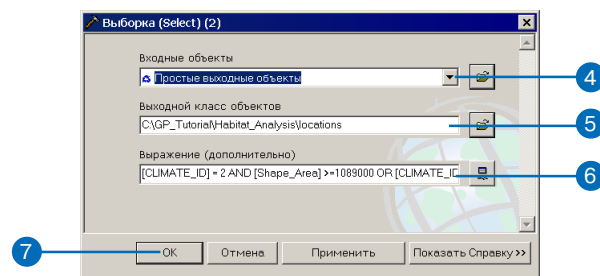 Выборка (Select) (2)
Входные объекты
Простые выходные объекты
4
Выходной класс объектов
C:\GP_Tutorial\Habitat_Analysis\locations
5
Выражение (дополнительно)
[CLIMATE_ID] = 2 AND [Shape_Area] >=1089000 OR [CLIMATE_ID
6
7
OK
Отмена
Применить
Показать Справку >>